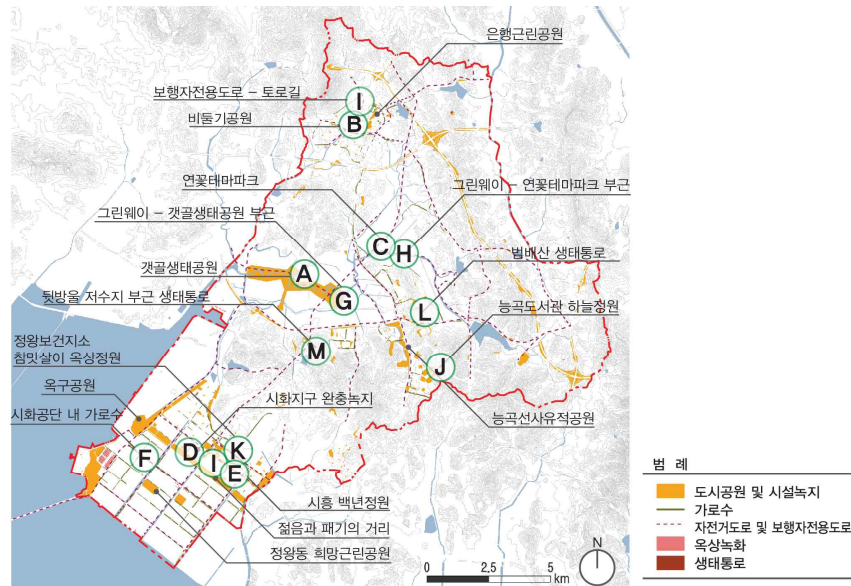 은행근린공원
보행자전용도로 – 토로길
I
비둘기공원
B
연꽃테마파크
그린웨이 – 연꽃테마파크 부근
그린웨이 – 갯골생태공원 부근
C
H
범배산 생태통로
갯골생태공원
A
뒷방울 저수지 부근 생태통로
G
L
능곡도서관 하늘정원
정왕보건지소
참밋살이 옥상정원
M
J
옥구공원
시화지구 완충녹지
시화공단 내 가로수
능곡선사유적공원
F
D
I
K
E
시흥 백년정원
젊음과 패기의 거리
정왕동 희망근린공원
N
0
2.5
5
km
범 례
도시공원 및 시설녹지
가로수
자전거도로 및 보행자전용도로
옥상녹화
생태통로